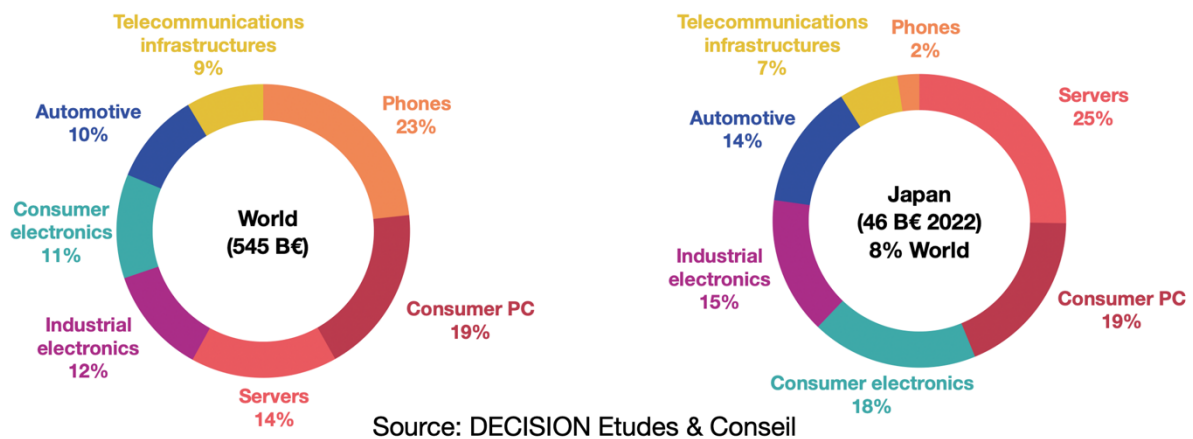 Telecommunications
infrastructures
9%
Phones
23%
Automotive
10%
Consumer
electronics
11%
World
(545 B€)
Industrial
electronics
12%
Consumer PC
19%
Servers
14%
Telecommunications
infrastructures
7%
Phones
2%
Servers
25%
Automotive
14%
Japan
(46 B€ 2022)
8% World
Industrial
electronics
15%
Consumer PC
19%
Consumer electronics
18%
Source: DECISION Etudes & Conseil